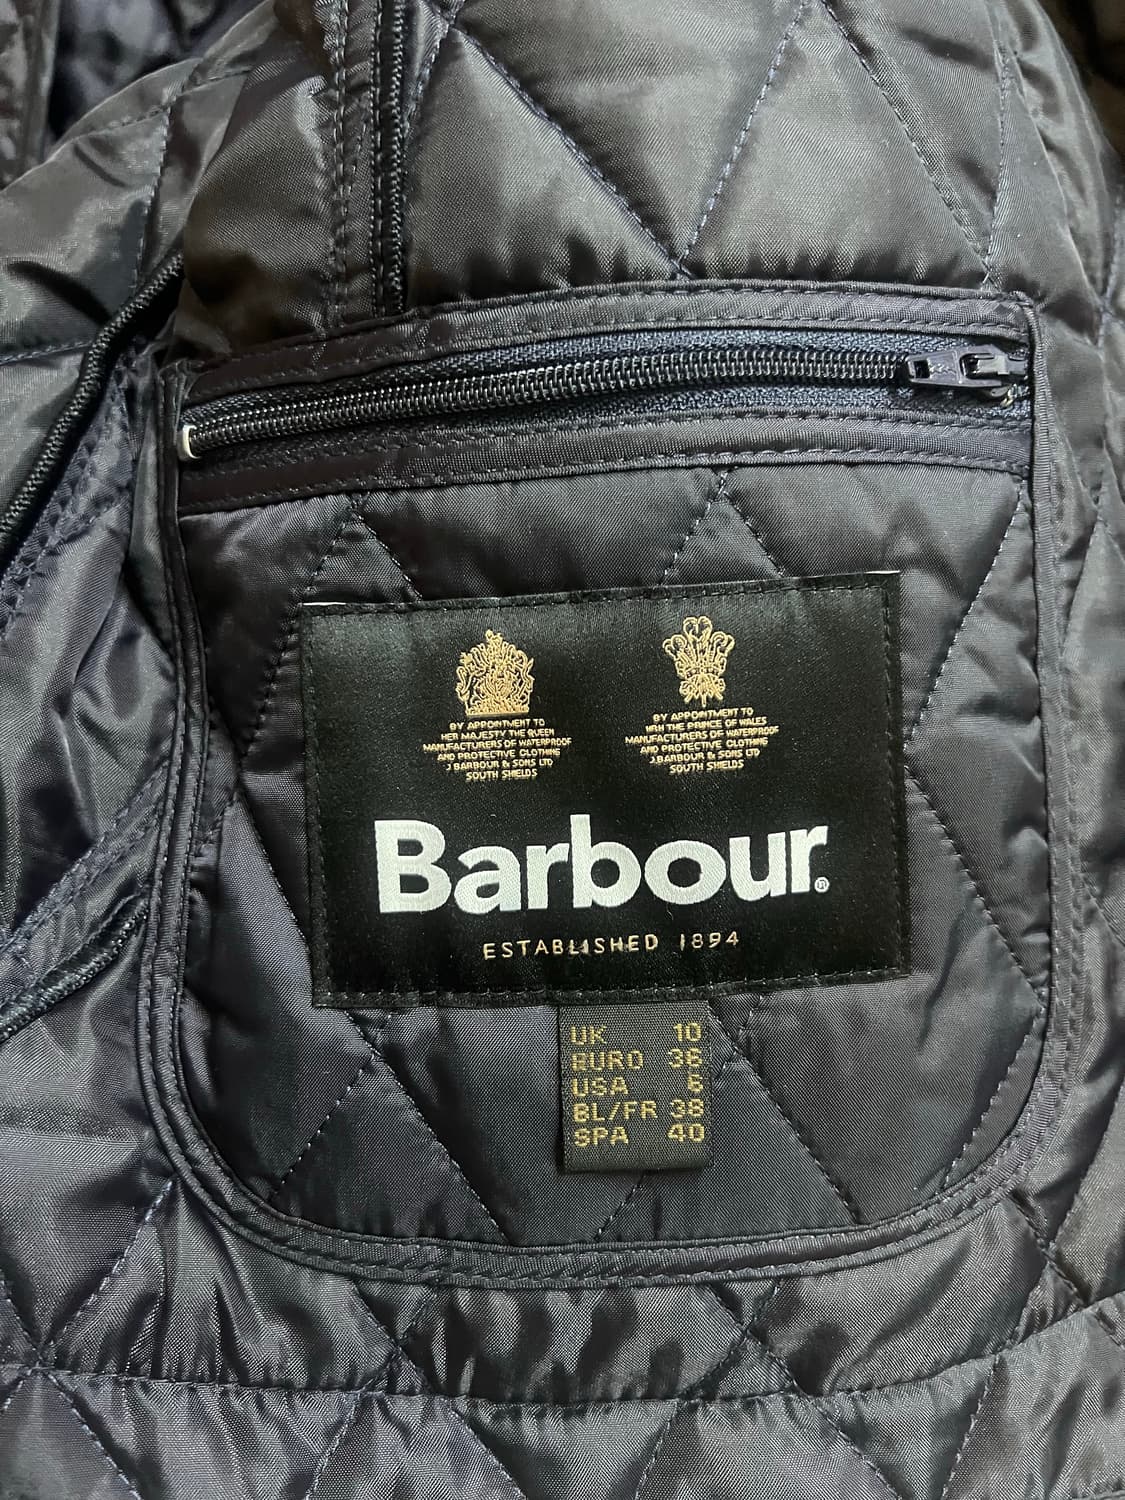 BY APPOINTMENT TO
HER MAJESTY THE QUEEN
MANUFACTURERS OF WATERPROOF
AND PROTECTIVE CLOTHING
J.BARBOUR & SONS LTD
SOUTH SHIELDS
BY APPOINTMENT TO
HRH THE PRINCE OF WALES
MANUFACTURERS OF WATERPROOF
AND PROTECTIVE CLOTHING
J.BARBOUR & SONS LTD
SOUTH SHIELDS
Barbour®
ESTABLISHED 1894
UK 10
EURO 36
USA 6
BL/FR 38
SPA 40